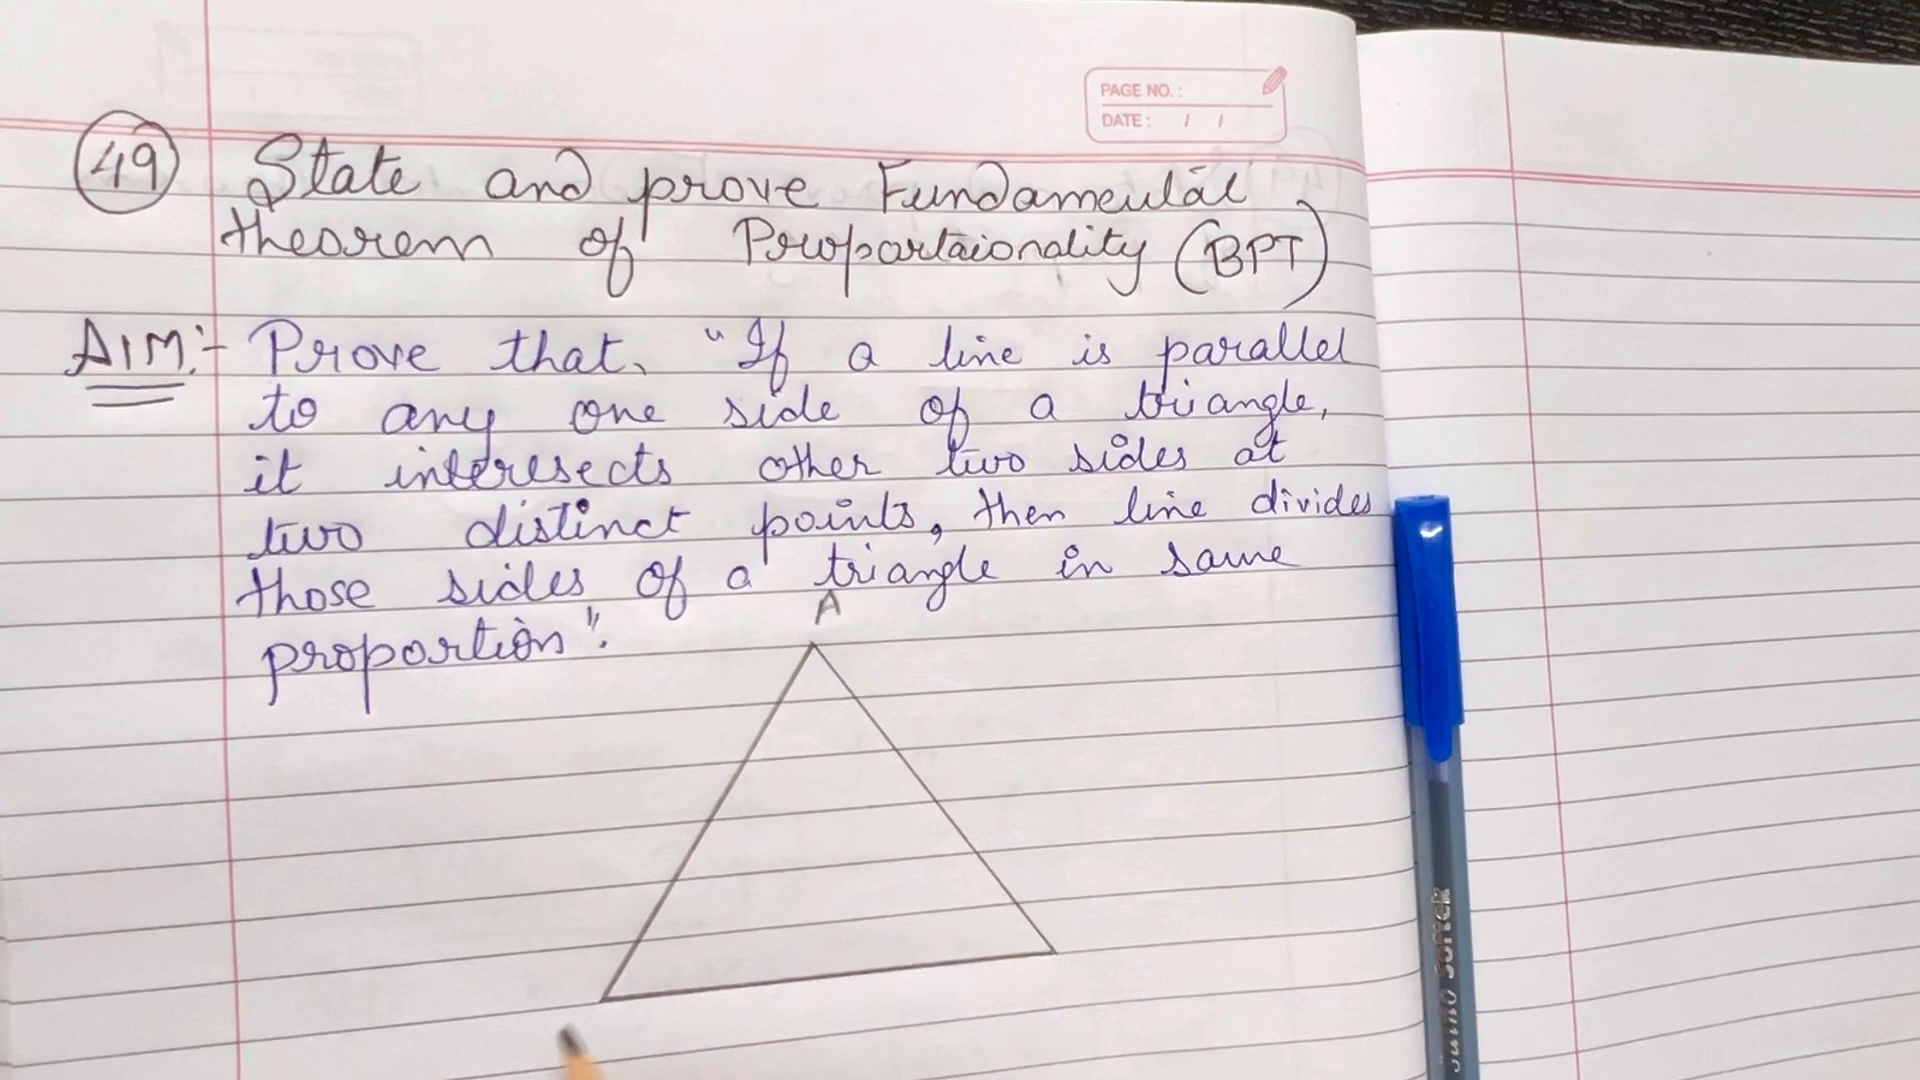 PAGE NO. :
DATE : / /
49 State and prove Fundamental
theorem of Proportaionality (BPT)
AIM:- Prove that, "If a line is parallel
to any one side of a triangle,
it interesects other two sides at
two distinct points, then line divides
those sides of a triangle in same
proportion".
A
softek